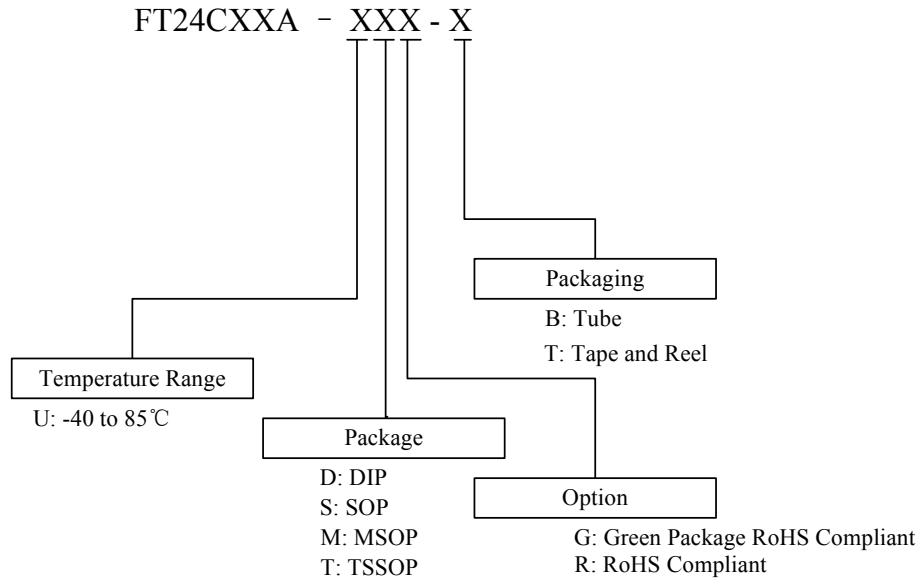 FT24CXXA - XXX - X
Packaging
B: Tube
T: Tape and Reel
Temperature Range
U: -40 to 85℃
Package
D: DIP
S: SOP
M: MSOP
T: TSSOP
Option
G: Green Package RoHS Compliant
R: RoHS Compliant